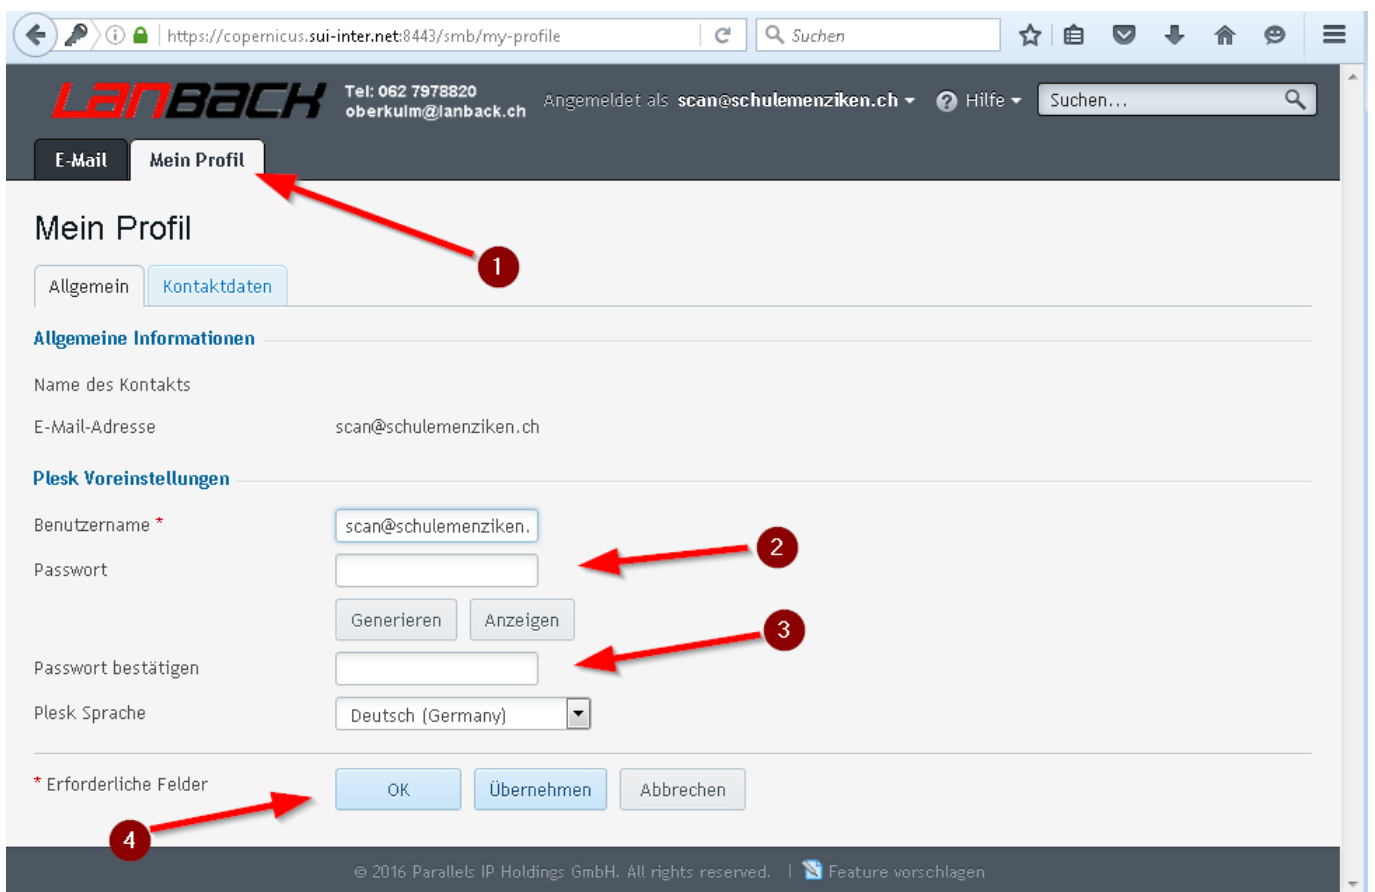 https://copernicus.sui-inter.net:8443/smb/my-profile
Suchen
LANBACK
Tel: 062 7978820
oberkulm@lanback.ch
Angemeldet als scan@schulemenziken.ch
Hilfe
Suchen...
E-Mail
Mein Profil
1
Mein Profil
Allgemein
Kontaktdaten
Allgemeine Informationen
Name des Kontakts
E-Mail-Adresse
scan@schulemenziken.ch
Plesk Voreinstellungen
Benutzername *
scan@schulemenziken.
2
Passwort
Generieren
Anzeigen
3
Passwort bestätigen
Plesk Sprache
Deutsch (Germany)
* Erforderliche Felder
OK
Übernehmen
Abbrechen
4
© 2016 Parallels IP Holdings GmbH. All rights reserved. | Feature vorschlagen